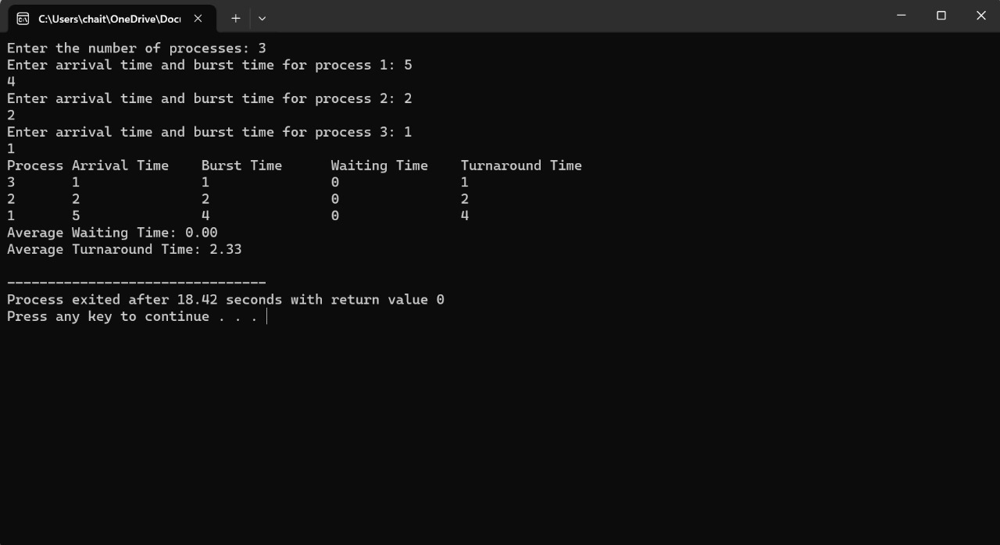 C:\Users\chait\OneDrive\Docu
Enter the number of processes: 3
Enter arrival time and burst time for process 1: 5
4
Enter arrival time and burst time for process 2: 2
2
Enter arrival time and burst time for process 3: 1
1
Process Arrival Time    Burst Time      Waiting Time    Turnaround Time
3       1               1               0               1
2       2               2               0               2
1       5               4               0               4
Average Waiting Time: 0.00
Average Turnaround Time: 2.33
--------------------------------
Process exited after 18.42 seconds with return value 0
Press any key to continue . . .